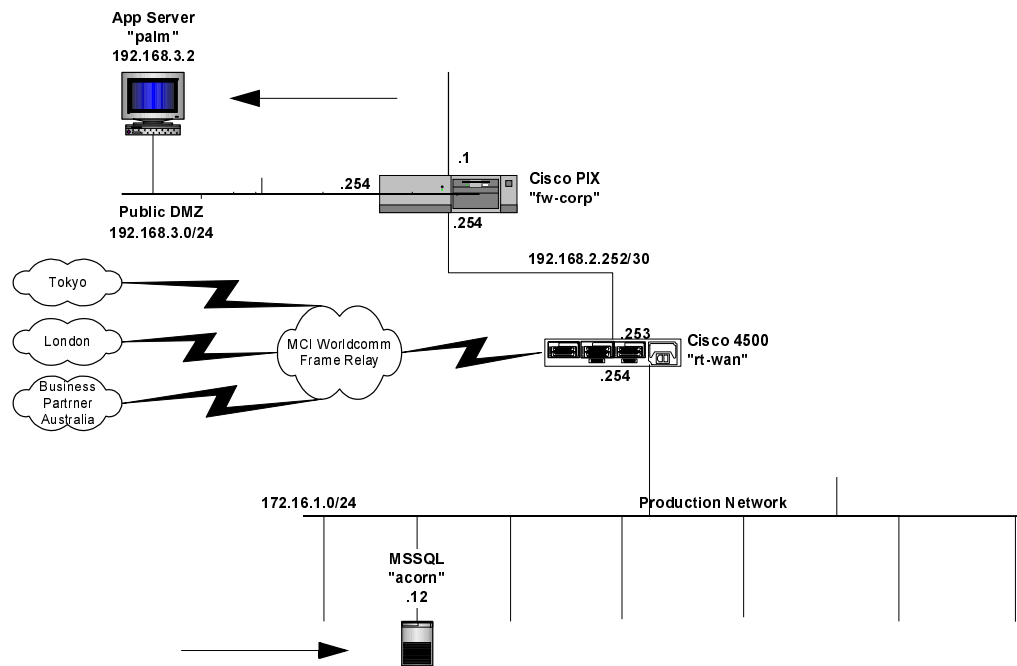 App Server
"palm"
192.168.3.2
.1
.254
Cisco PIX
"fw-corp"
.254
Public DMZ
192.168.3.0/24
192.168.2.252/30
Tokyo
London
Business
Partrner
Australia
MCI Worldcomm
Frame Relay
.253
Cisco 4500
"rt-wan"
.254
172.16.1.0/24
Production Network
MSSQL
"acorn"
.12